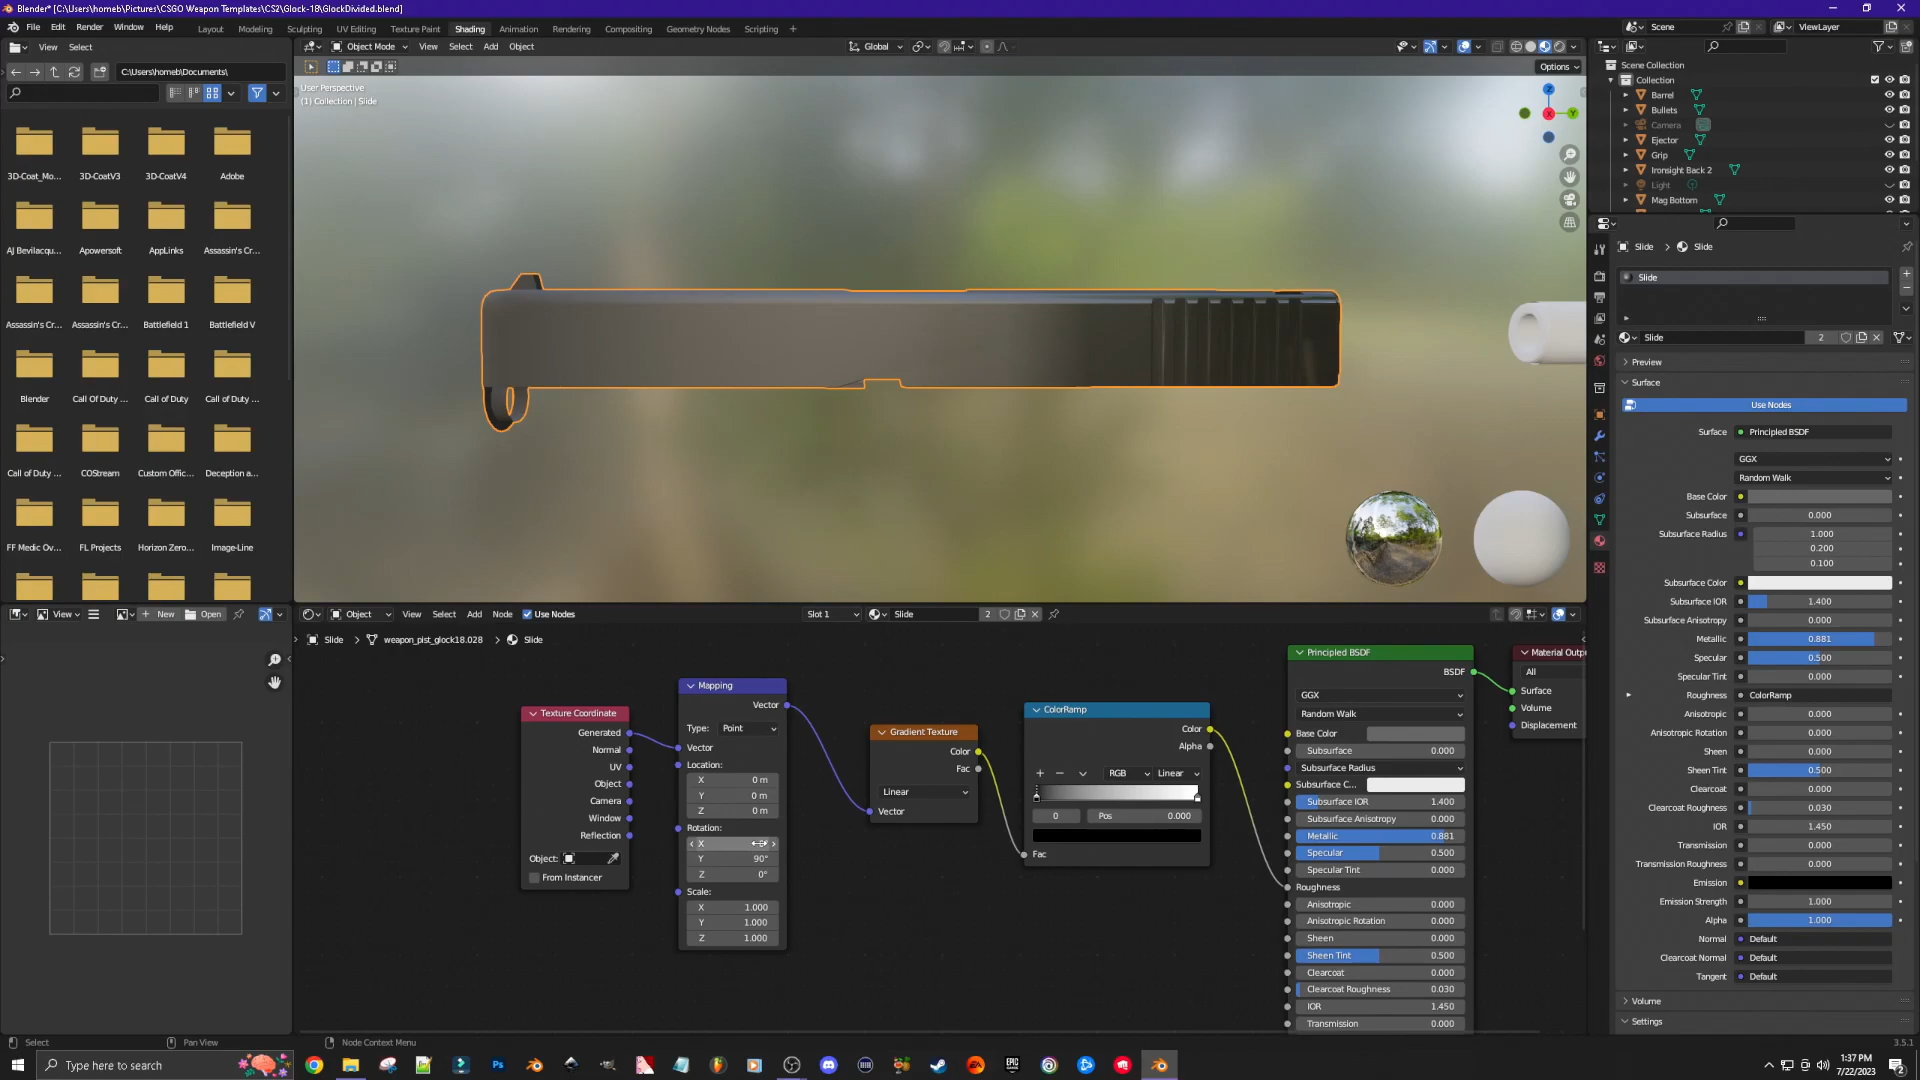 Blender* [C:\Users\homeb\Pictures\CSGO Weapon Templates\CS2\Glock-18\GlockDivided.blend]
File Edit Render Window Help Layout Modeling Sculpting UV Editing Texture Paint Shading Animation Rendering Compositing Geometry Nodes Scripting + Scene ViewLayer
View Select Object Mode View Select Add Object Global
C:\Users\homeb\Documents\
Options
User Perspective
(1) Collection | Slide
3D-Coat_Mo... 3D-CoatV3 3D-CoatV4 Adobe
AJ Bevilacqu... Apowersoft AppLinks Assassin's Cr...
Assassin's Cr... Assassin's Cr... Battlefield 1 Battlefield V
Blender Call Of Duty ... Call of Duty Call of Duty ...
Call of Duty ... COStream Custom Offic... Deception a...
FF Medic Ov... FL Projects Horizon Zero... Image-Line
Z
X Y
Scene Collection
Collection
Barrel
Bullets
Camera
Ejector
Grip
Ironsight Back 2
Light
Mag Bottom
Slide > Slide
Slide
Slide 2
Preview
Surface
Use Nodes
Surface Principled BSDF
GGX
Random Walk
Base Color
Subsurface 0.000
Subsurface Radius 1.000
0.200
0.100
Subsurface Color
Subsurface IOR 1.400
Subsurface Anisotropy 0.000
Metallic 0.881
Specular 0.500
Specular Tint 0.000
Roughness ColorRamp
Anisotropic 0.000
Anisotropic Rotation 0.000
Sheen 0.000
Sheen Tint 0.500
Clearcoat 0.000
Clearcoat Roughness 0.030
IOR 1.450
Transmission 0.000
Transmission Roughness 0.000
Emission
Emission Strength 1.000
Alpha 1.000
Normal Default
Clearcoat Normal Default
Tangent Default
Volume
Settings
View New Open
Object View Select Add Node Use Nodes Slot 1 Slide 2
Slide > weapon_pist_glock18.028 > Slide
Texture Coordinate
Generated
Normal
UV
Object
Camera
Window
Reflection
Object:
From Instancer
Mapping
Vector
Type: Point
Vector
Location:
X 0 m
Y 0 m
Z 0 m
Rotation:
X
Y 90°
Z 0°
Scale:
X 1.000
Y 1.000
Z 1.000
Gradient Texture
Color
Fac
Linear
Vector
ColorRamp
Color
Alpha
+ − RGB Linear
0 Pos 0.000
Fac
Principled BSDF
BSDF
GGX
Random Walk
Base Color
Subsurface 0.000
Subsurface Radius
Subsurface C...
Subsurface IOR 1.400
Subsurface Anisotropy 0.000
Metallic 0.881
Specular 0.500
Specular Tint 0.000
Roughness
Anisotropic 0.000
Anisotropic Rotation 0.000
Sheen 0.000
Sheen Tint 0.500
Clearcoat 0.000
Clearcoat Roughness 0.030
IOR 1.450
Transmission 0.000
Material Outp
All
Surface
Volume
Displacement
Select Pan View Node Context Menu 3.5.1
Type here to search
Ps
EPIC GAMES
1:37 PM
7/22/2023
2